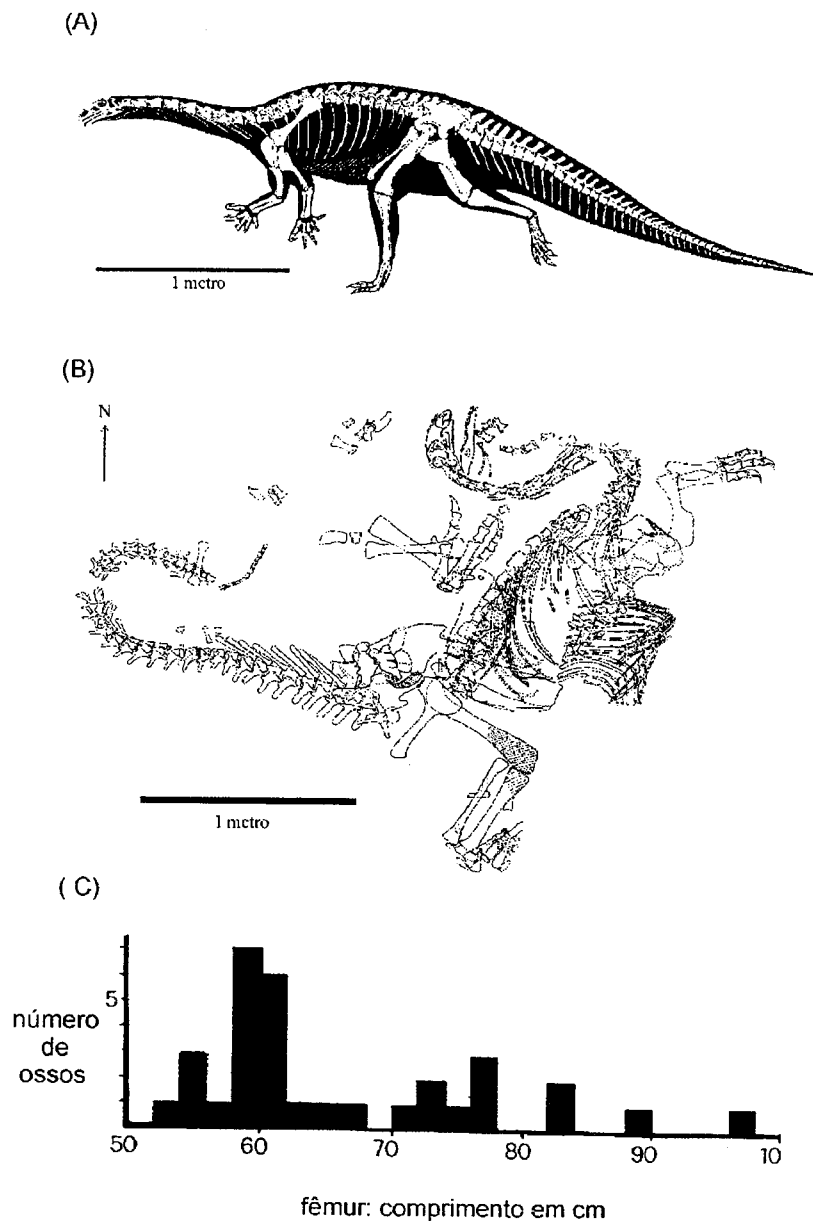 (A)
1 metro
(B)
N
1 metro
(C)
5
número
de
ossos
50 60 70 80 90 10
fêmur: comprimento em cm